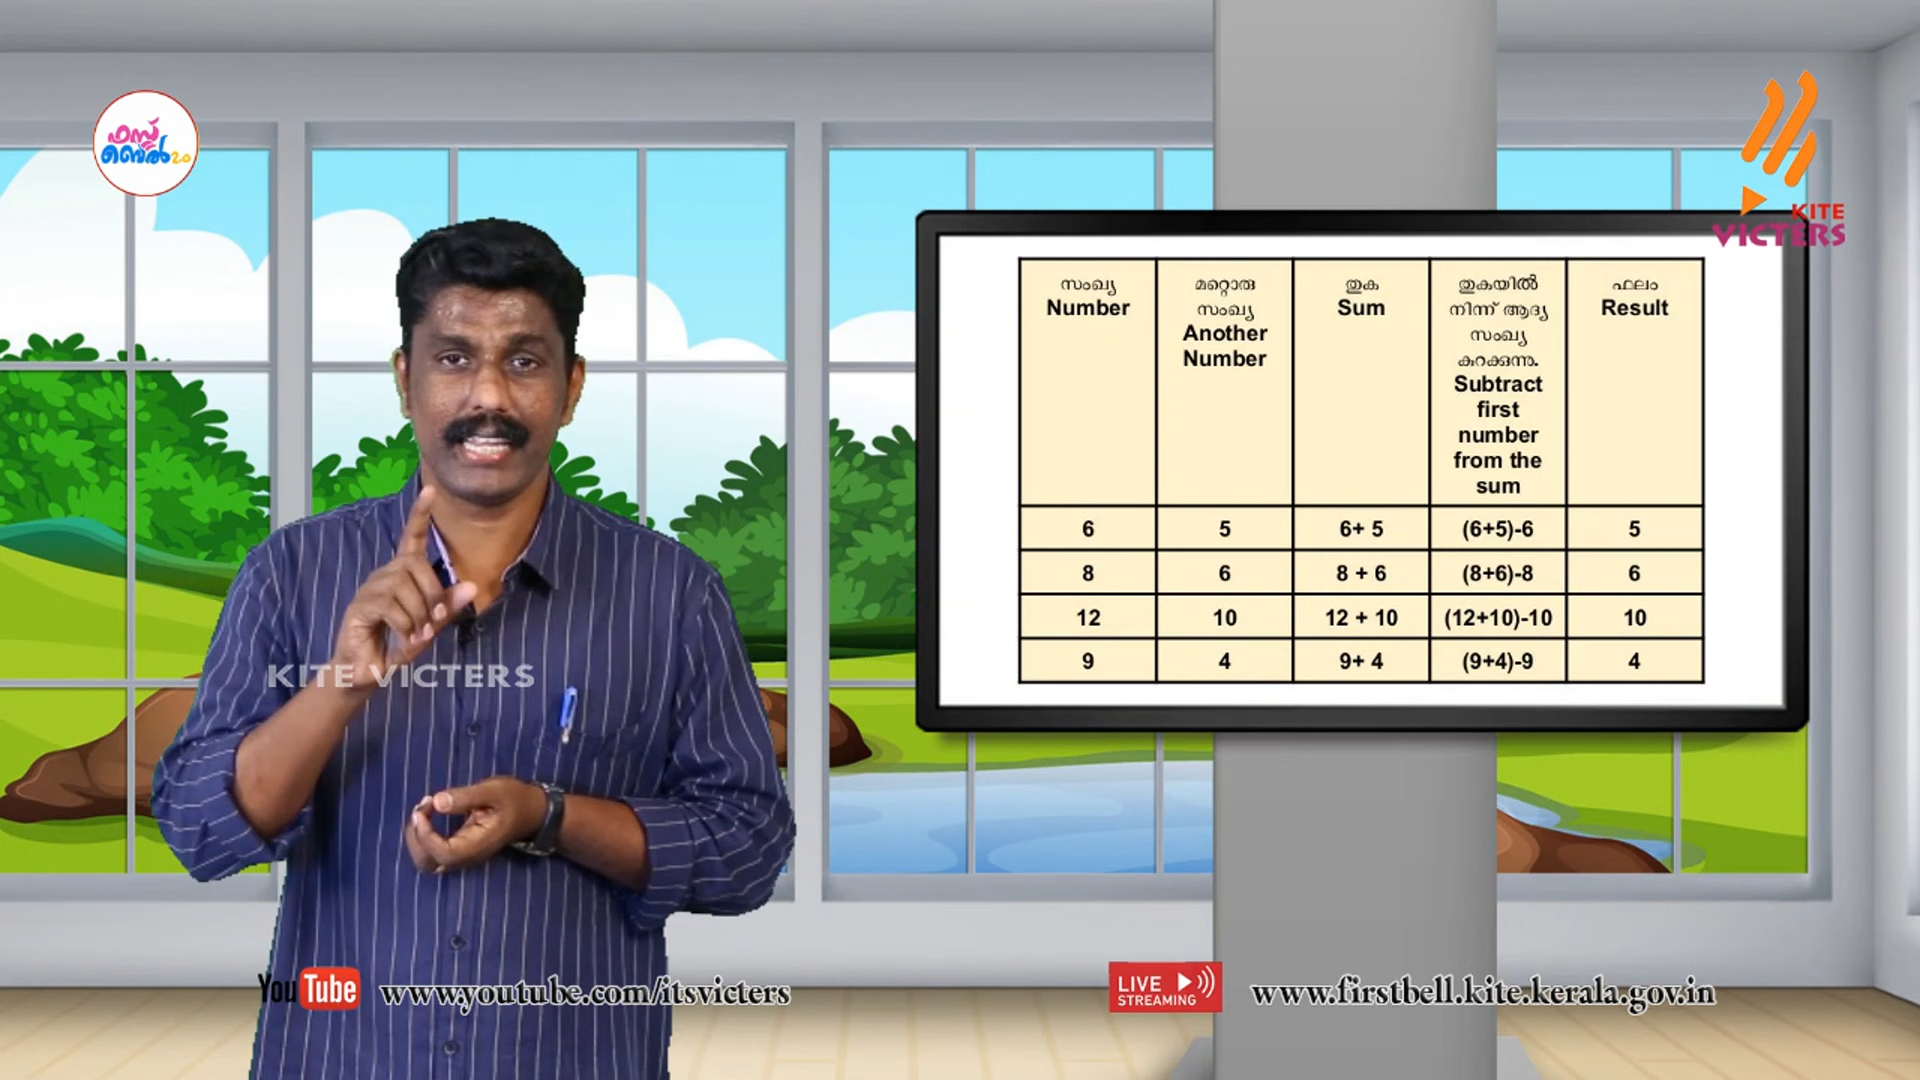 ഫസ്റ്റ്
ബെൽ 2.0
KITE
VICTERS
സംഖ്യ
Number
മറ്റൊരു
സംഖ്യ
Another
Number
തുക
Sum
തുകയിൽ
നിന്ന് ആദ്യ
സംഖ്യ
കുറക്കുന്നു.
Subtract
first
number
from the
sum
ഫലം
Result
6 5 6+ 5 (6+5)-6 5
8 6 8 + 6 (8+6)-8 6
12 10 12 + 10 (12+10)-10 10
9 4 9+ 4 (9+4)-9 4
KITE VICTERS
YouTube www.youtube.com/itsvicters
LIVE
STREAMING
www.firstbell.kite.kerala.gov.in